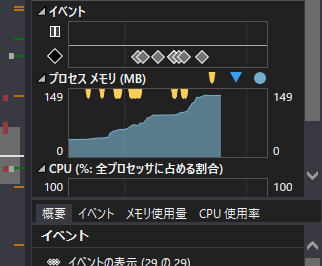 イベント
プロセス メモリ (MB)
149 149
0 0
CPU (%: 全プロセッサに占める割合)
100 100
概要 イベント メモリ使用量 CPU 使用率
イベント
イベントの表示 (29 の 29)